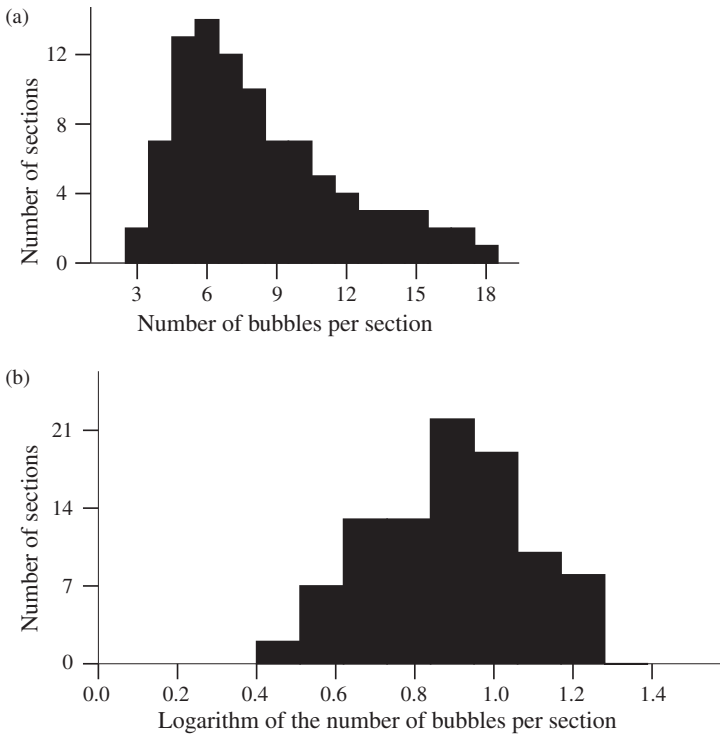 (a)
Number of sections
12
8
4
0
3 6 9 12 15 18
Number of bubbles per section
(b)
Number of sections
21
14
7
0
0.0 0.2 0.4 0.6 0.8 1.0 1.2 1.4
Logarithm of the number of bubbles per section